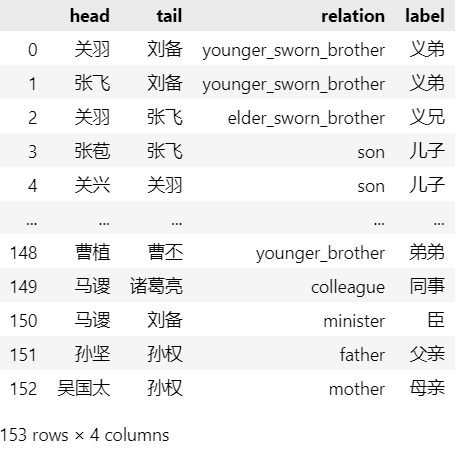 head tail relation label
0 关羽 刘备 younger_sworn_brother 义弟
1 张飞 刘备 younger_sworn_brother 义弟
2 关羽 张飞 elder_sworn_brother 义兄
3 张苞 张飞 son 儿子
4 关兴 关羽 son 儿子
... ... ... ... ...
148 曹植 曹丕 younger_brother 弟弟
149 马谡 诸葛亮 colleague 同事
150 马谡 刘备 minister 臣
151 孙坚 孙权 father 父亲
152 吴国太 孙权 mother 母亲
153 rows × 4 columns